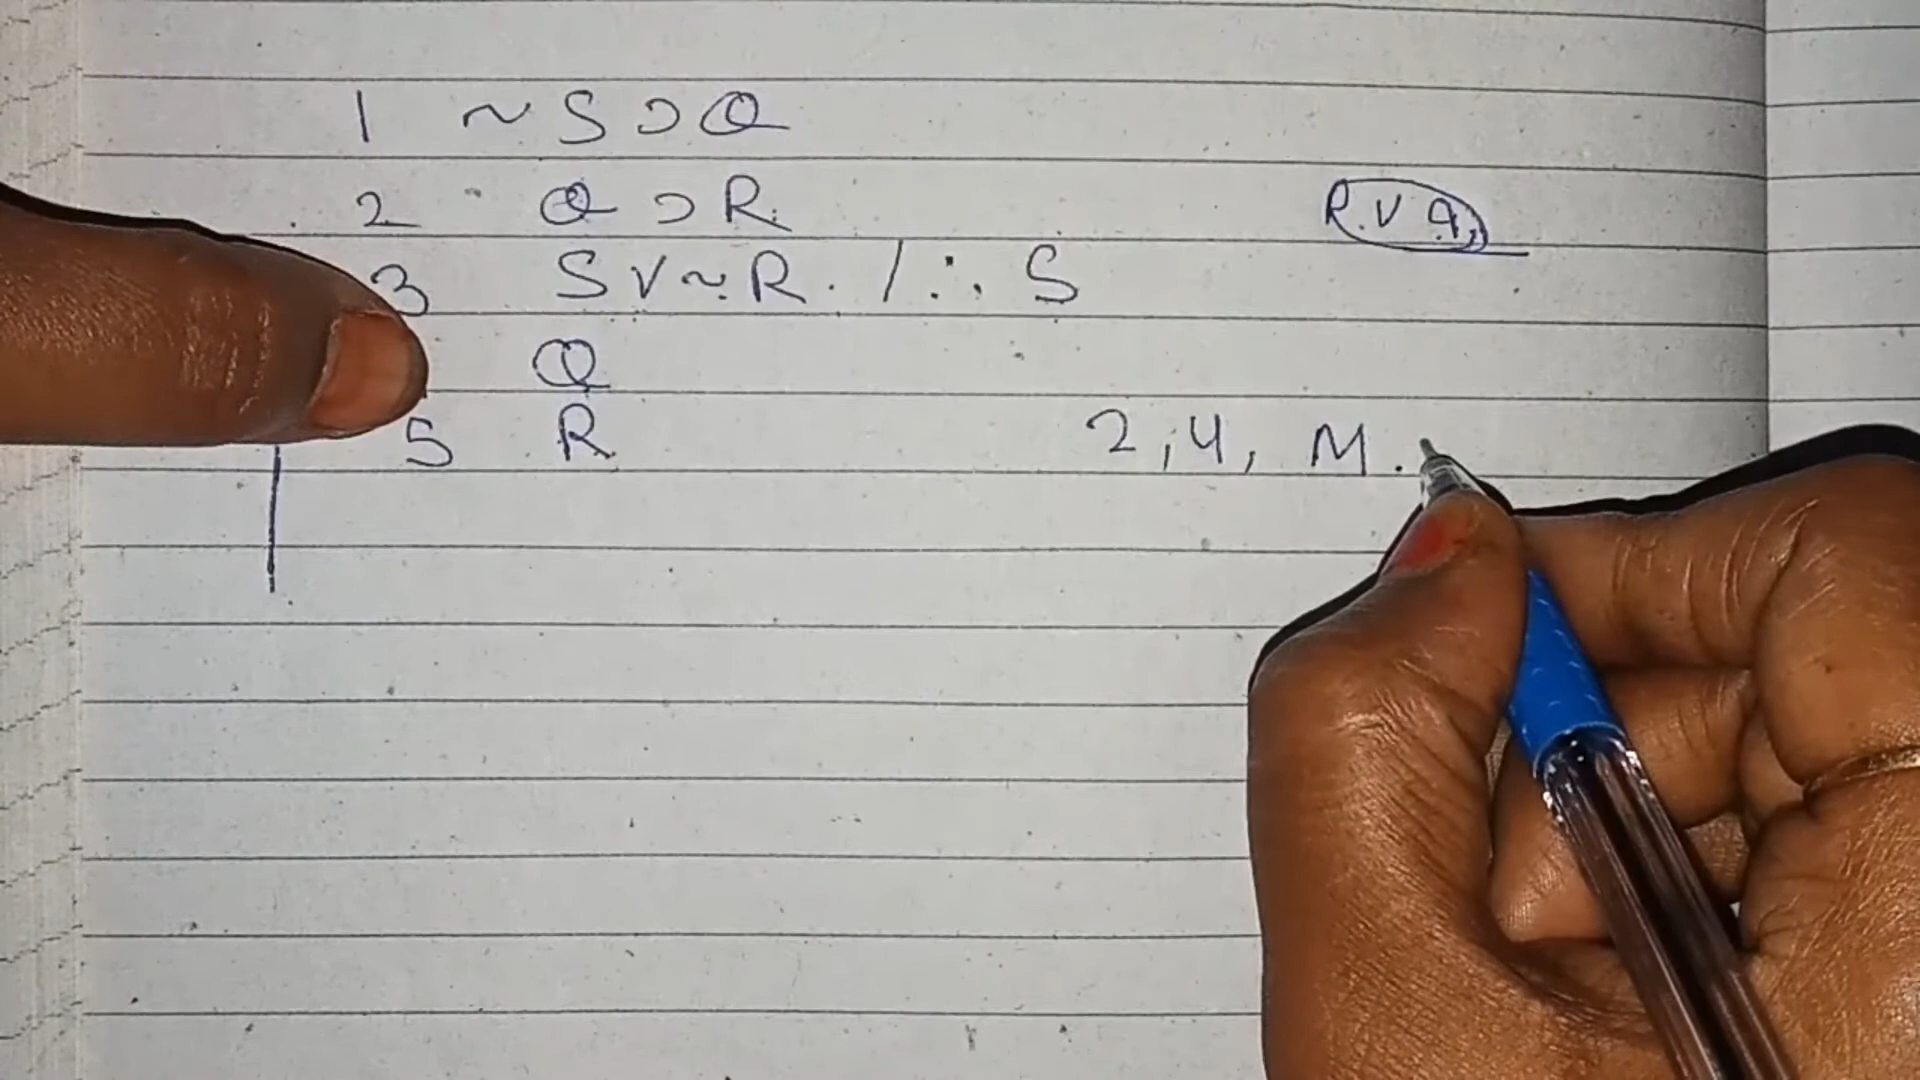 1 ~ S ⊃ Q
2 Q ⊃ R
R V A,
3 S V ~ R . / ∴ S
Q
5 R 2, 4, M.